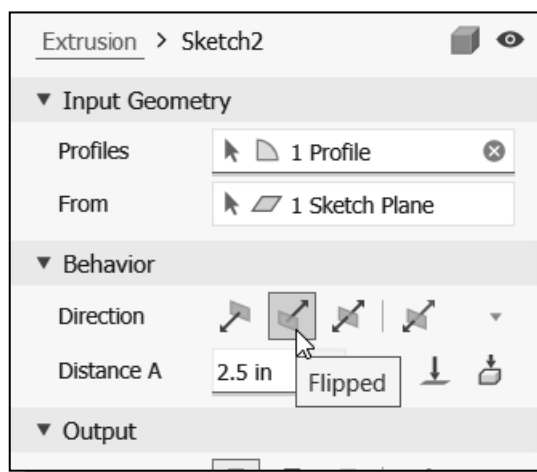 Extrusion > Sketch2
Input Geometry
Profiles 1 Profile
From 1 Sketch Plane
Behavior
Direction
Distance A 2.5 in
Flipped
Output